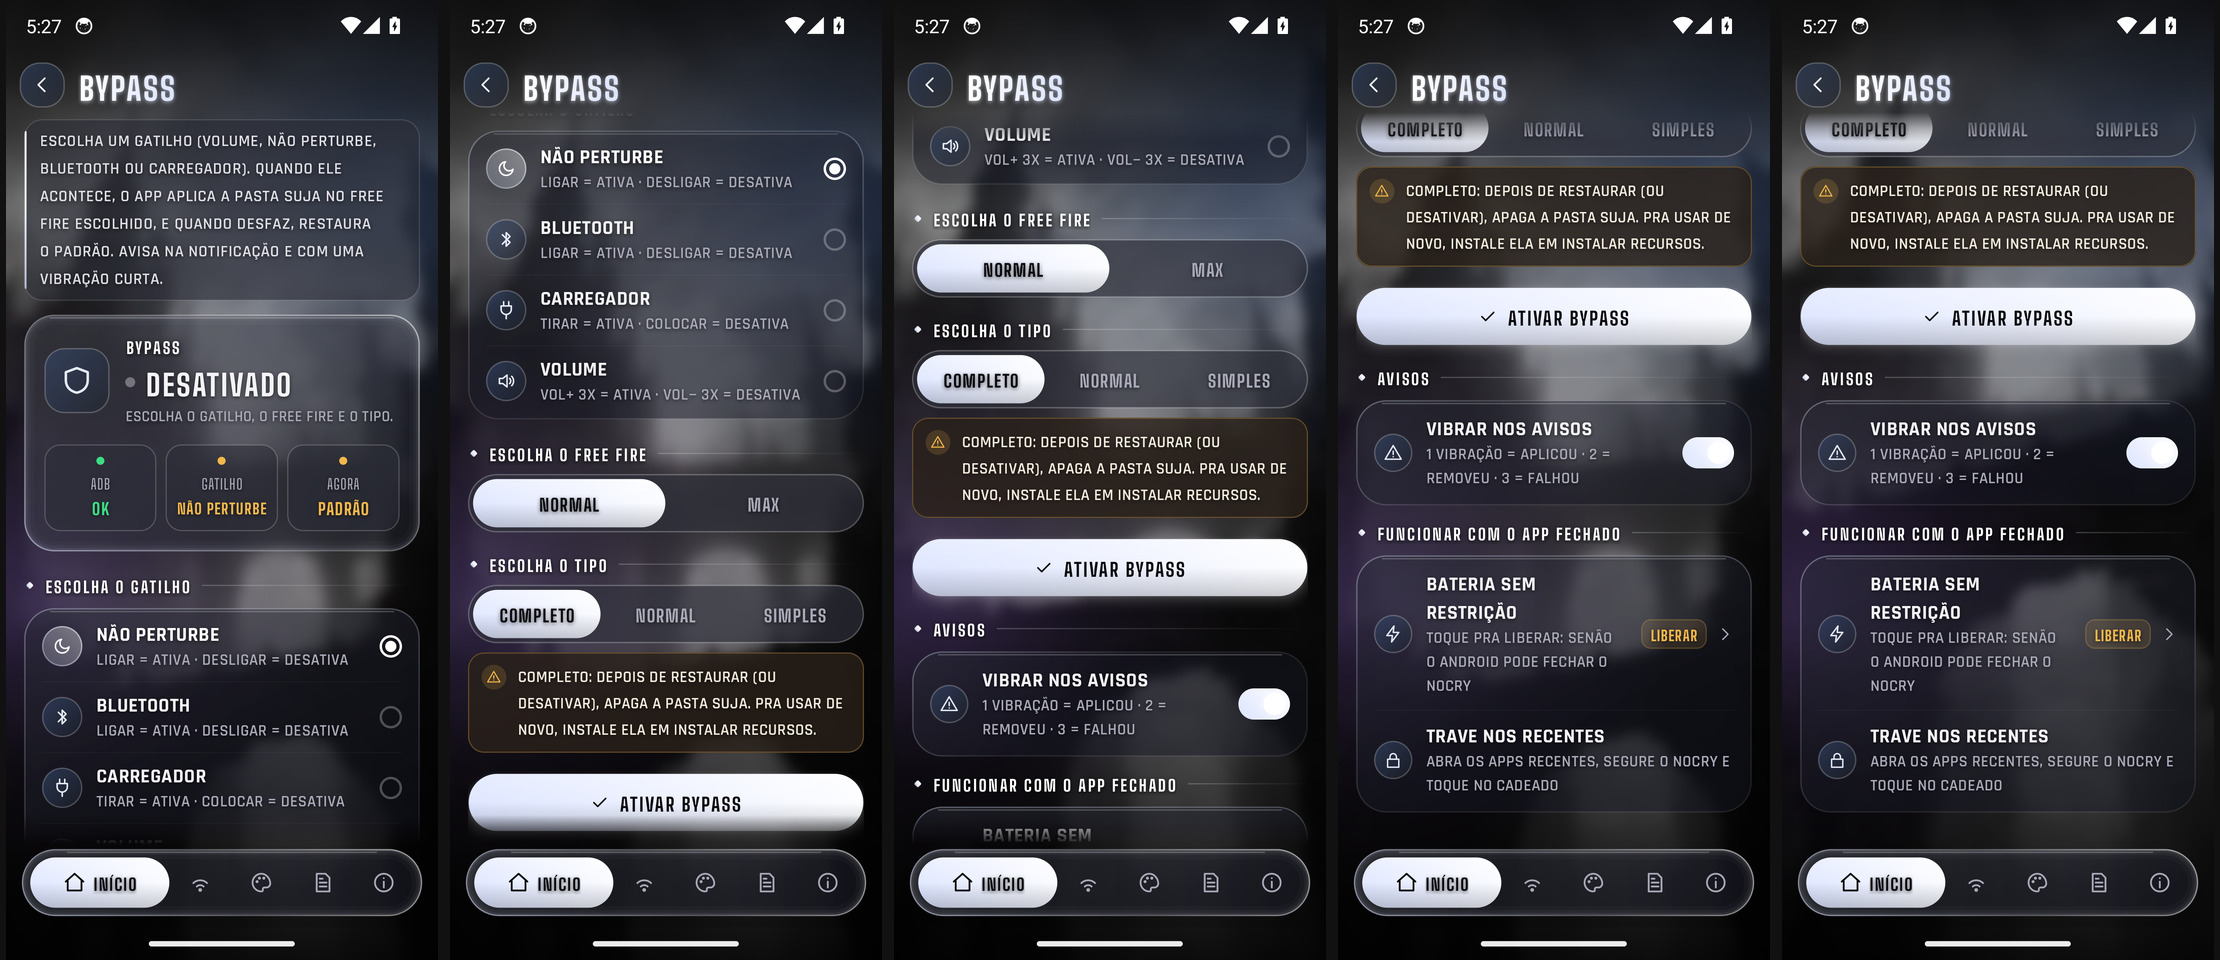 5:27
BYPASS
ESCOLHA UM GATILHO (VOLUME, NÃO PERTURBE,
BLUETOOTH OU CARREGADOR). QUANDO ELE
ACONTECE, O APP APLICA A PASTA SUJA NO FREE
FIRE ESCOLHIDO, E QUANDO DESFAZ, RESTAURA
O PADRÃO. AVISA NA NOTIFICAÇÃO E COM UMA
VIBRAÇÃO CURTA.
BYPASS
DESATIVADO
ESCOLHA O GATILHO, O FREE FIRE E O TIPO.
ADB
OK
GATILHO
NÃO PERTURBE
AGORA
PADRÃO
ESCOLHA O GATILHO
NÃO PERTURBE
LIGAR = ATIVA · DESLIGAR = DESATIVA
BLUETOOTH
LIGAR = ATIVA · DESLIGAR = DESATIVA
CARREGADOR
TIRAR = ATIVA · COLOCAR = DESATIVA
INÍCIO
5:27
BYPASS
NÃO PERTURBE
LIGAR = ATIVA · DESLIGAR = DESATIVA
BLUETOOTH
LIGAR = ATIVA · DESLIGAR = DESATIVA
CARREGADOR
TIRAR = ATIVA · COLOCAR = DESATIVA
VOLUME
VOL+ 3X = ATIVA · VOL– 3X = DESATIVA
ESCOLHA O FREE FIRE
NORMAL MAX
ESCOLHA O TIPO
COMPLETO NORMAL SIMPLES
COMPLETO: DEPOIS DE RESTAURAR (OU
DESATIVAR), APAGA A PASTA SUJA. PRA USAR DE
NOVO, INSTALE ELA EM INSTALAR RECURSOS.
ATIVAR BYPASS
INÍCIO
5:27
BYPASS
VOLUME
VOL+ 3X = ATIVA · VOL– 3X = DESATIVA
ESCOLHA O FREE FIRE
NORMAL MAX
ESCOLHA O TIPO
COMPLETO NORMAL SIMPLES
COMPLETO: DEPOIS DE RESTAURAR (OU
DESATIVAR), APAGA A PASTA SUJA. PRA USAR DE
NOVO, INSTALE ELA EM INSTALAR RECURSOS.
ATIVAR BYPASS
AVISOS
VIBRAR NOS AVISOS
1 VIBRAÇÃO = APLICOU · 2 =
REMOVEU · 3 = FALHOU
FUNCIONAR COM O APP FECHADO
BATERIA SEM
INÍCIO
5:27
BYPASS
COMPLETO NORMAL SIMPLES
COMPLETO: DEPOIS DE RESTAURAR (OU
DESATIVAR), APAGA A PASTA SUJA. PRA USAR DE
NOVO, INSTALE ELA EM INSTALAR RECURSOS.
ATIVAR BYPASS
AVISOS
VIBRAR NOS AVISOS
1 VIBRAÇÃO = APLICOU · 2 =
REMOVEU · 3 = FALHOU
FUNCIONAR COM O APP FECHADO
BATERIA SEM
RESTRIÇÃO
TOQUE PRA LIBERAR: SENÃO
O ANDROID PODE FECHAR O
NOCRY
LIBERAR
TRAVE NOS RECENTES
ABRA OS APPS RECENTES, SEGURE O NOCRY E
TOQUE NO CADEADO
INÍCIO
5:27
BYPASS
COMPLETO NORMAL SIMPLES
COMPLETO: DEPOIS DE RESTAURAR (OU
DESATIVAR), APAGA A PASTA SUJA. PRA USAR DE
NOVO, INSTALE ELA EM INSTALAR RECURSOS.
ATIVAR BYPASS
AVISOS
VIBRAR NOS AVISOS
1 VIBRAÇÃO = APLICOU · 2 =
REMOVEU · 3 = FALHOU
FUNCIONAR COM O APP FECHADO
BATERIA SEM
RESTRIÇÃO
TOQUE PRA LIBERAR: SENÃO
O ANDROID PODE FECHAR O
NOCRY
LIBERAR
TRAVE NOS RECENTES
ABRA OS APPS RECENTES, SEGURE O NOCRY E
TOQUE NO CADEADO
INÍCIO